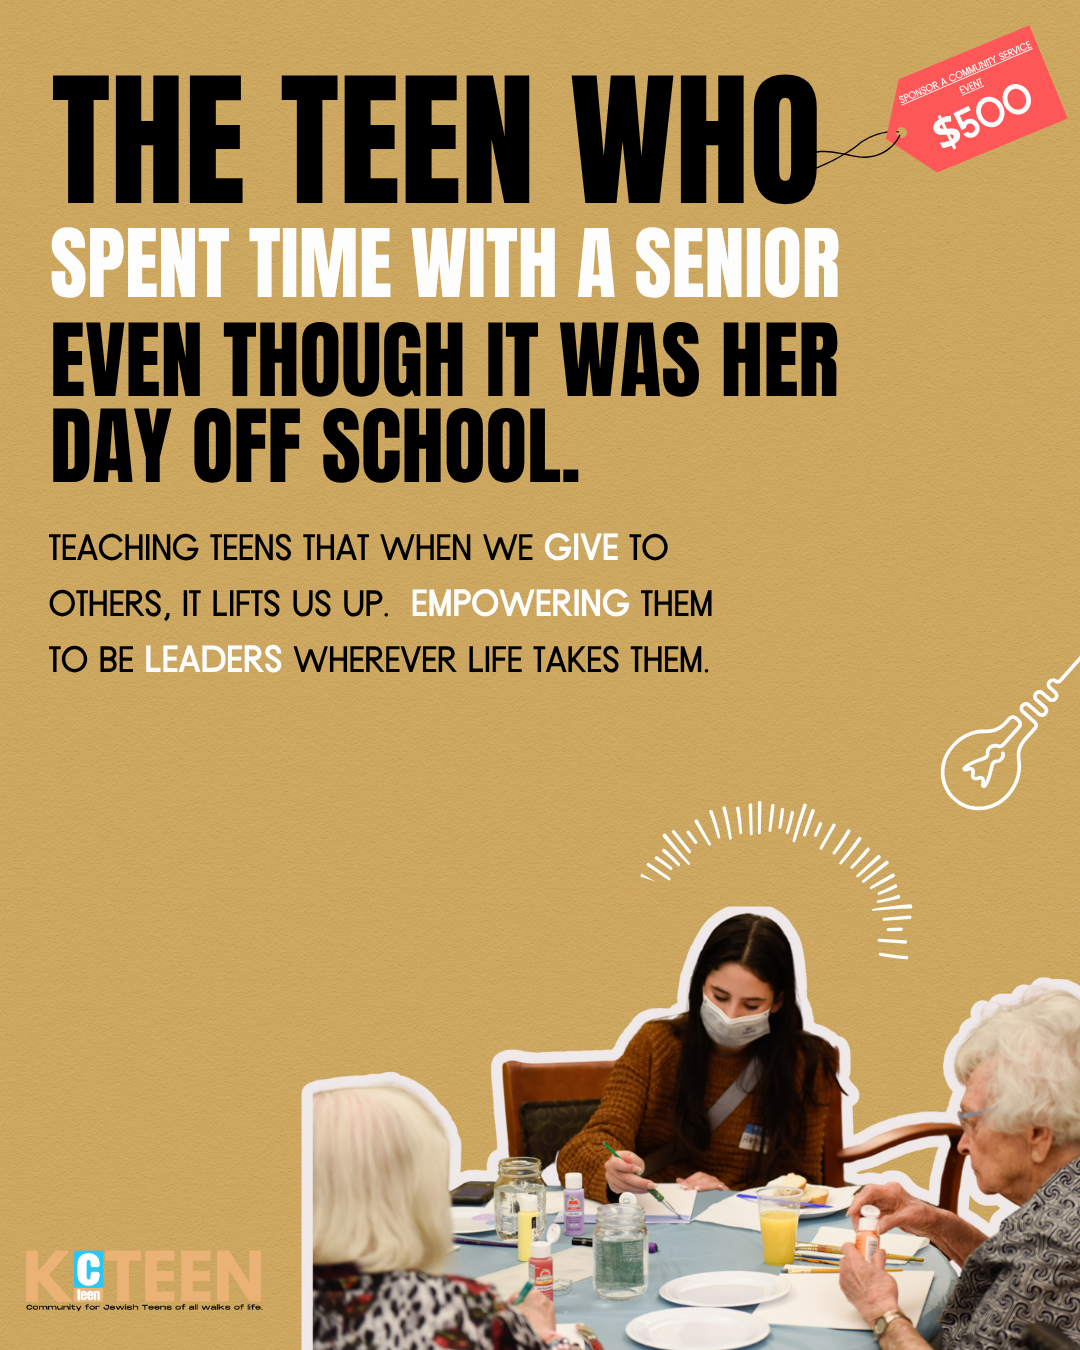 THE TEEN WHO
SPONSOR A COMMUNITY SERVICE
EVENT
$500
SPENT TIME WITH A SENIOR
EVEN THOUGH IT WAS HER
DAY OFF SCHOOL.
TEACHING TEENS THAT WHEN WE GIVE TO
OTHERS, IT LIFTS US UP. EMPOWERING THEM
TO BE LEADERS WHEREVER LIFE TAKES THEM.
KCTEEN
teen
Community for Jewish Teens of all walks of life.